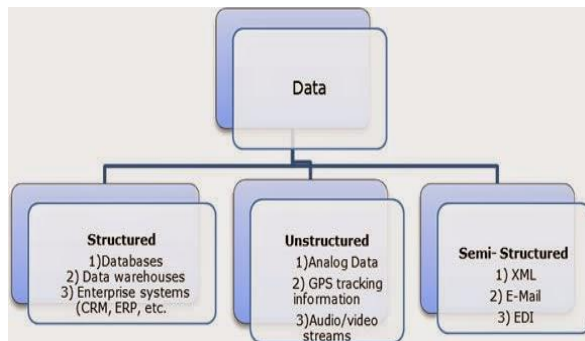 Data
Structured
1)Databases
2) Data warehouses
3) Enterprise systems
(CRM, ERP, etc.
Unstructured
1)Analog Data
2) GPS tracking
information
3)Audio/video
streams
Semi- Structured
1) XML
2) E-Mail
3) EDI